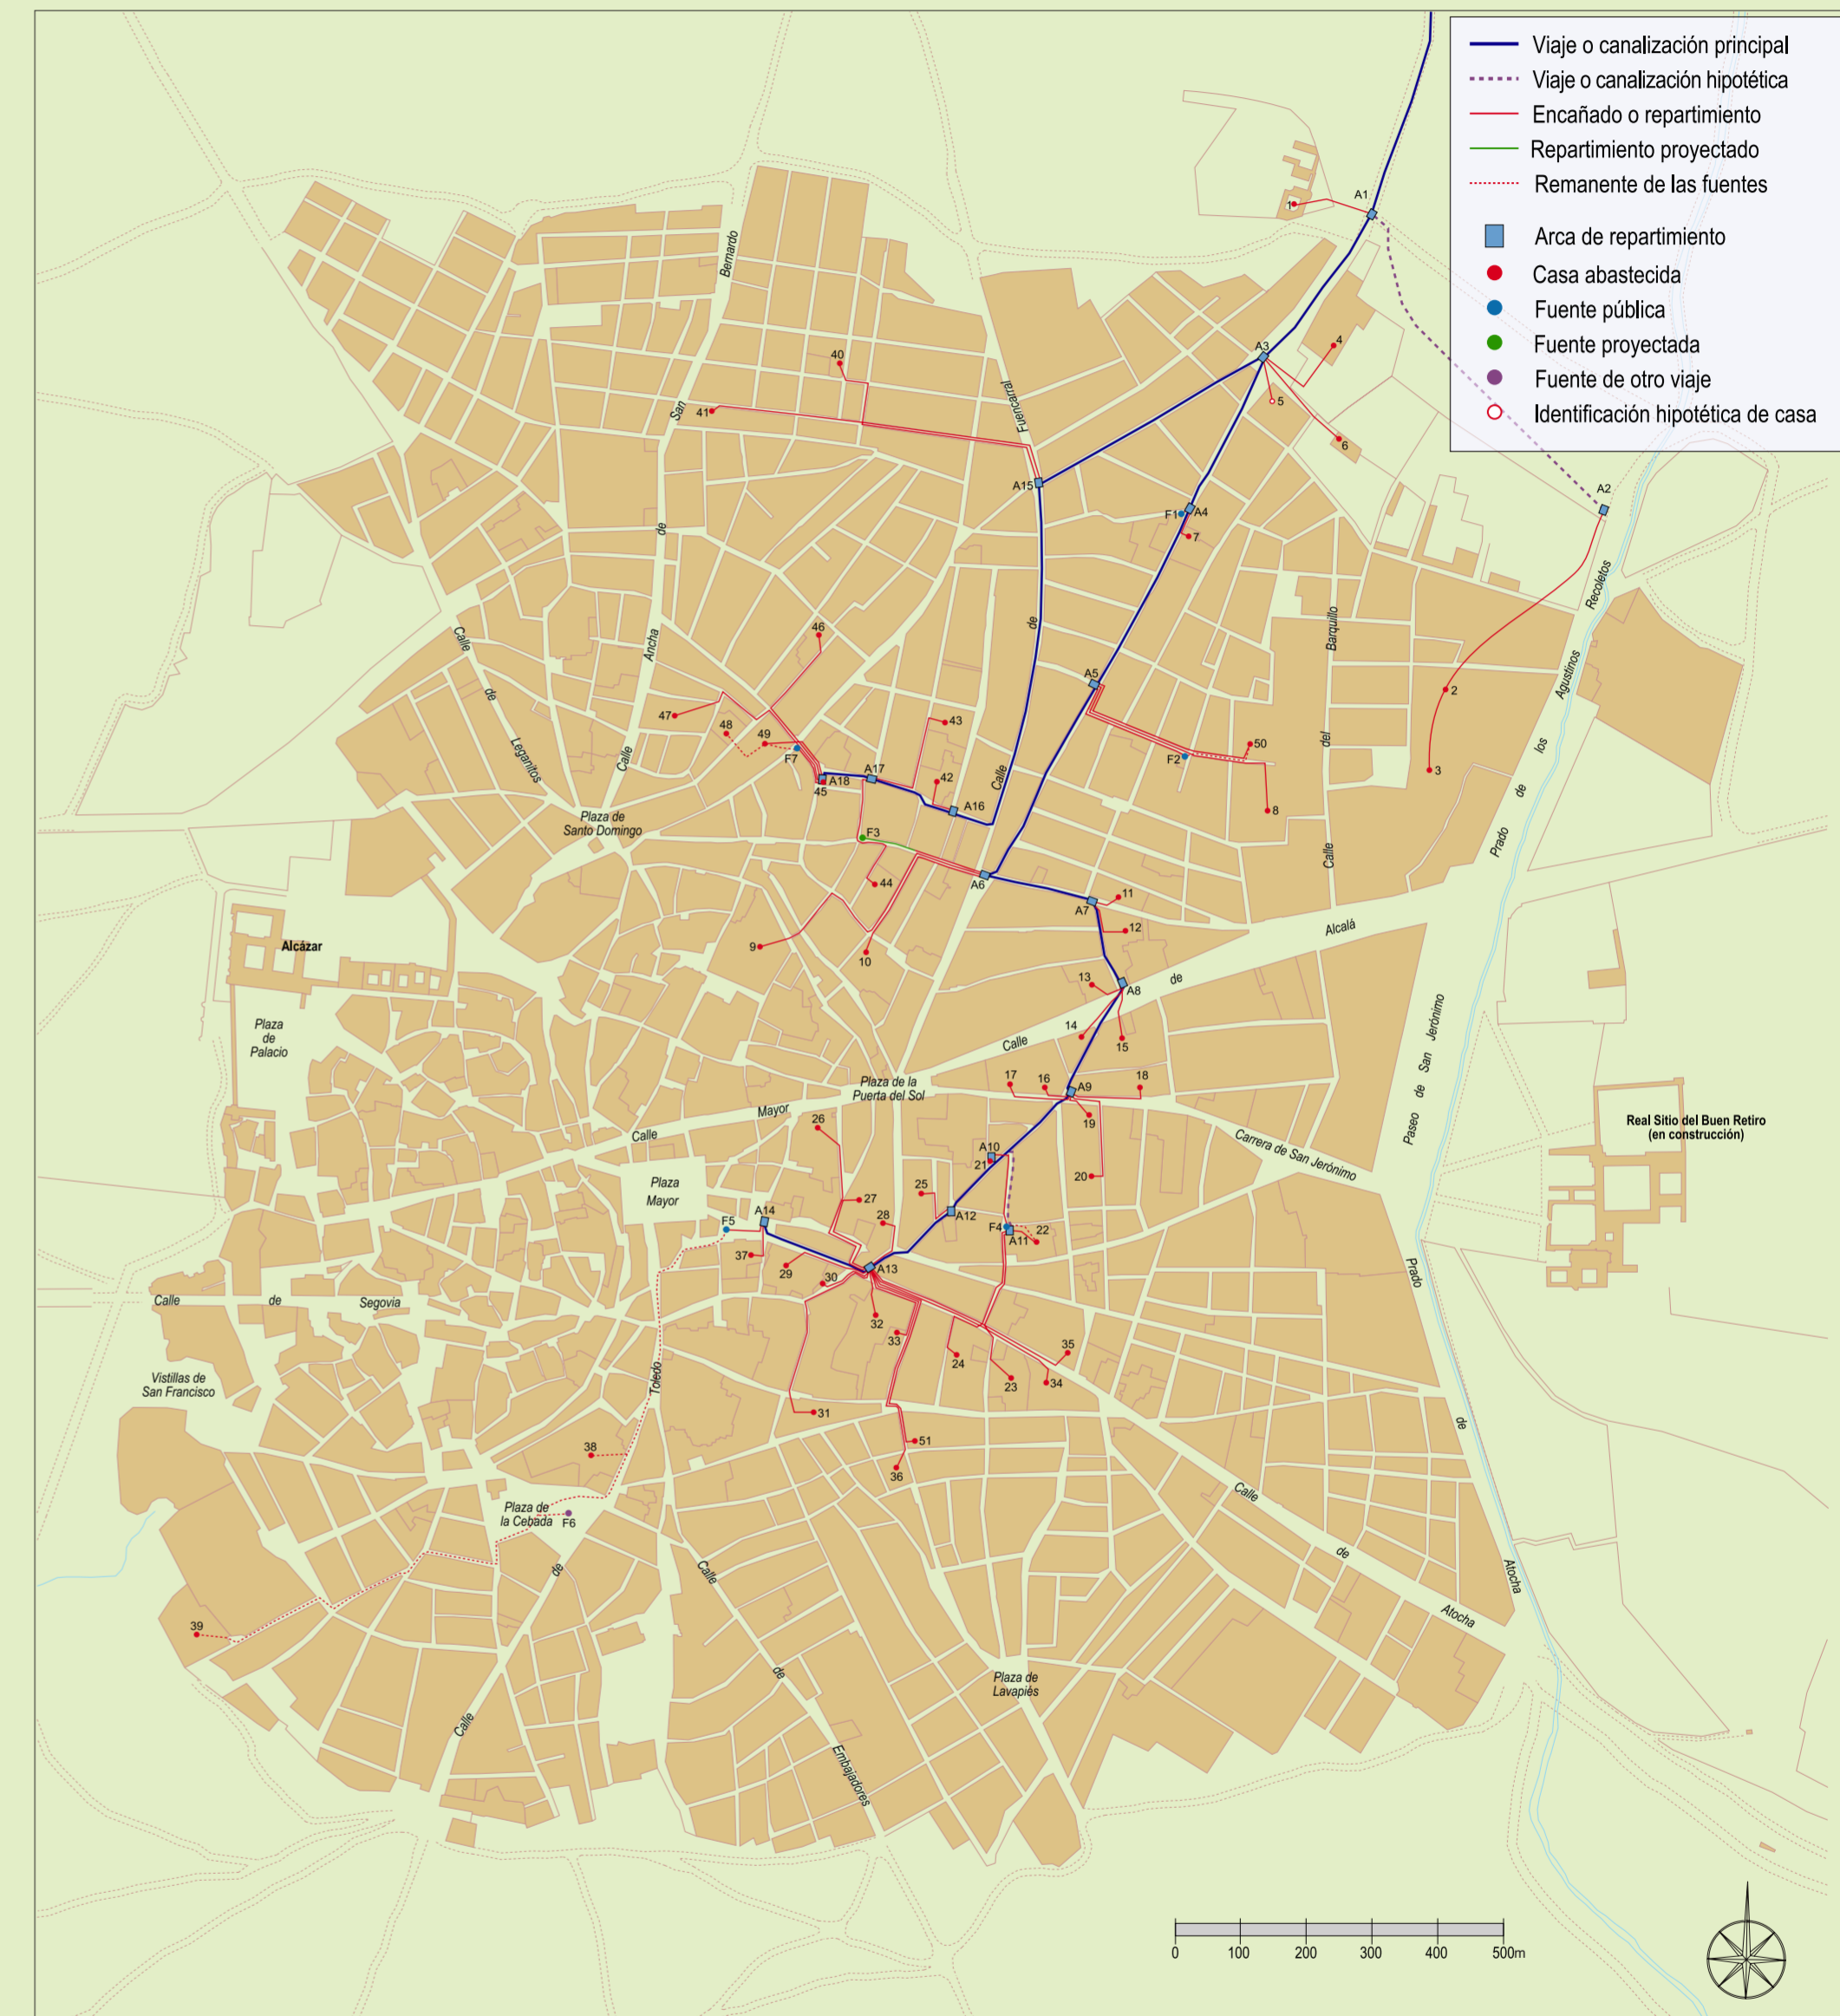 Viaje o canalización principal
Viaje o canalización hipotética
Encañado o repartimiento
Repartimiento proyectado
Remanente de las fuentes
Arca de repartimiento
Casa abastecida
Fuente pública
Fuente proyectada
Fuente de otro viaje
Identificación hipotética de casa
A1
1
Bernardo
A3
4
40
5
41
San
Fuencarral
6
A15
A2
F1
A4
7
de
Recoletos
Barquillo
de
46
Calle
Ancha
Agustinos
A5
2
de
47
48
43
49
50
los
del
Leganitos
Calle
F7
A17
F2
3
A18
42
Calle
45
A16
de
8
Plaza de
Santo Domingo
F3
Prado
Calle
44
A6
11
A7
12
Alcalá
Alcázar
9
10
13
de
A8
Plaza
de
Palacio
14
15
Calle
Paseo de San Jerónimo
17
16
18
A9
Plaza de la
Puerta del Sol
Mayor
26
19
Calle
Real Sitio del Buen Retiro
(en construcción)
Carrera de San Jerónimo
A10
21
20
Plaza
Mayor
25
27
A14
28
A12
F5
F4
22
A11
37
29
A13
30
Prado
Calle
de
Segovia
32
33
35
24
23
34
Vistillas de
San Francisco
Toledo
31
51
de
38
36
Calle
Plaza de
la Cebada
F6
de
de
Calle
Atocha
Atocha
39
Plaza de
Lavapiés
de
Calle
Embajadores
0 100 200 300 400 500m